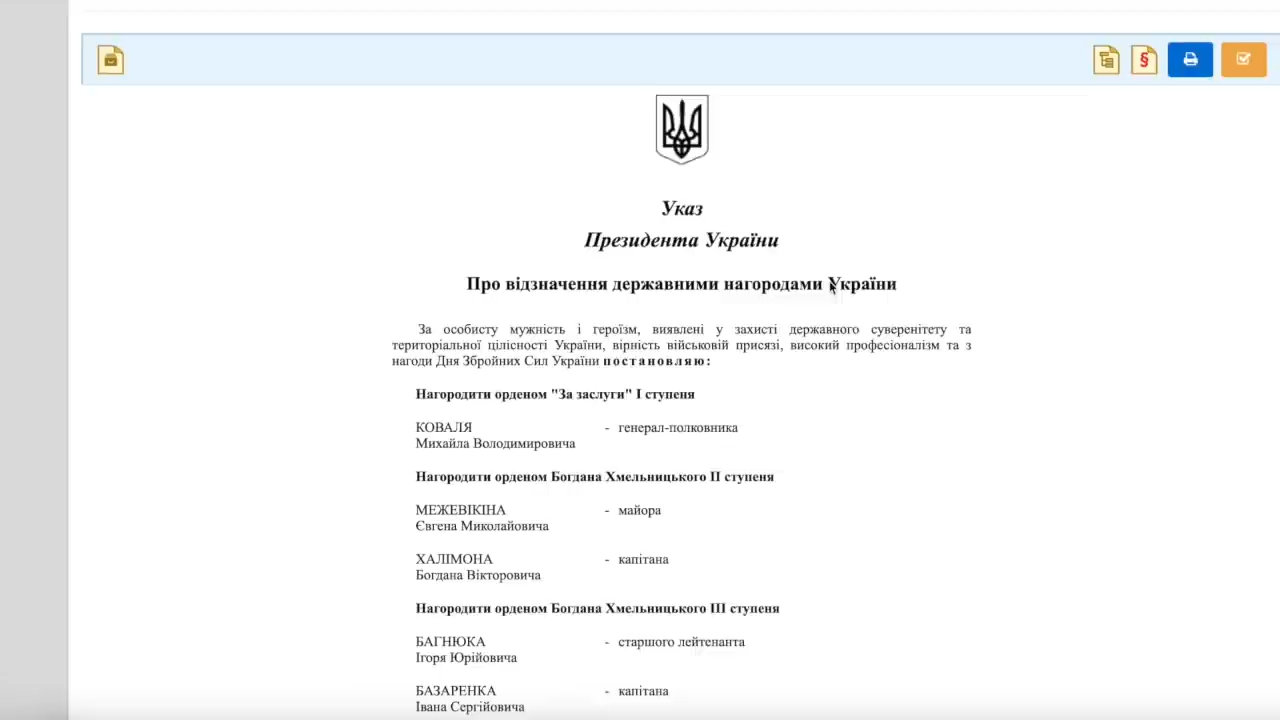 §
Указ
Президента України
Про відзначення державними нагородами України
За особисту мужність і героїзм, виявлені у захисті державного суверенітету та
територіальної цілісності України, вірність військовій присязі, високий професіоналізм та з
нагоди Дня Збройних Сил України постановляю:
Нагородити орденом "За заслуги" І ступеня
КОВАЛЯ - генерал-полковника
Михайла Володимировича
Нагородити орденом Богдана Хмельницького ІІ ступеня
МЕЖЕВІКІНА - майора
Євгена Миколайовича
ХАЛІМОНА - капітана
Богдана Вікторовича
Нагородити орденом Богдана Хмельницького ІІІ ступеня
БАГНЮКА - старшого лейтенанта
Ігоря Юрійовича
БАЗАРЕНКА - капітана
Івана Сергійовича